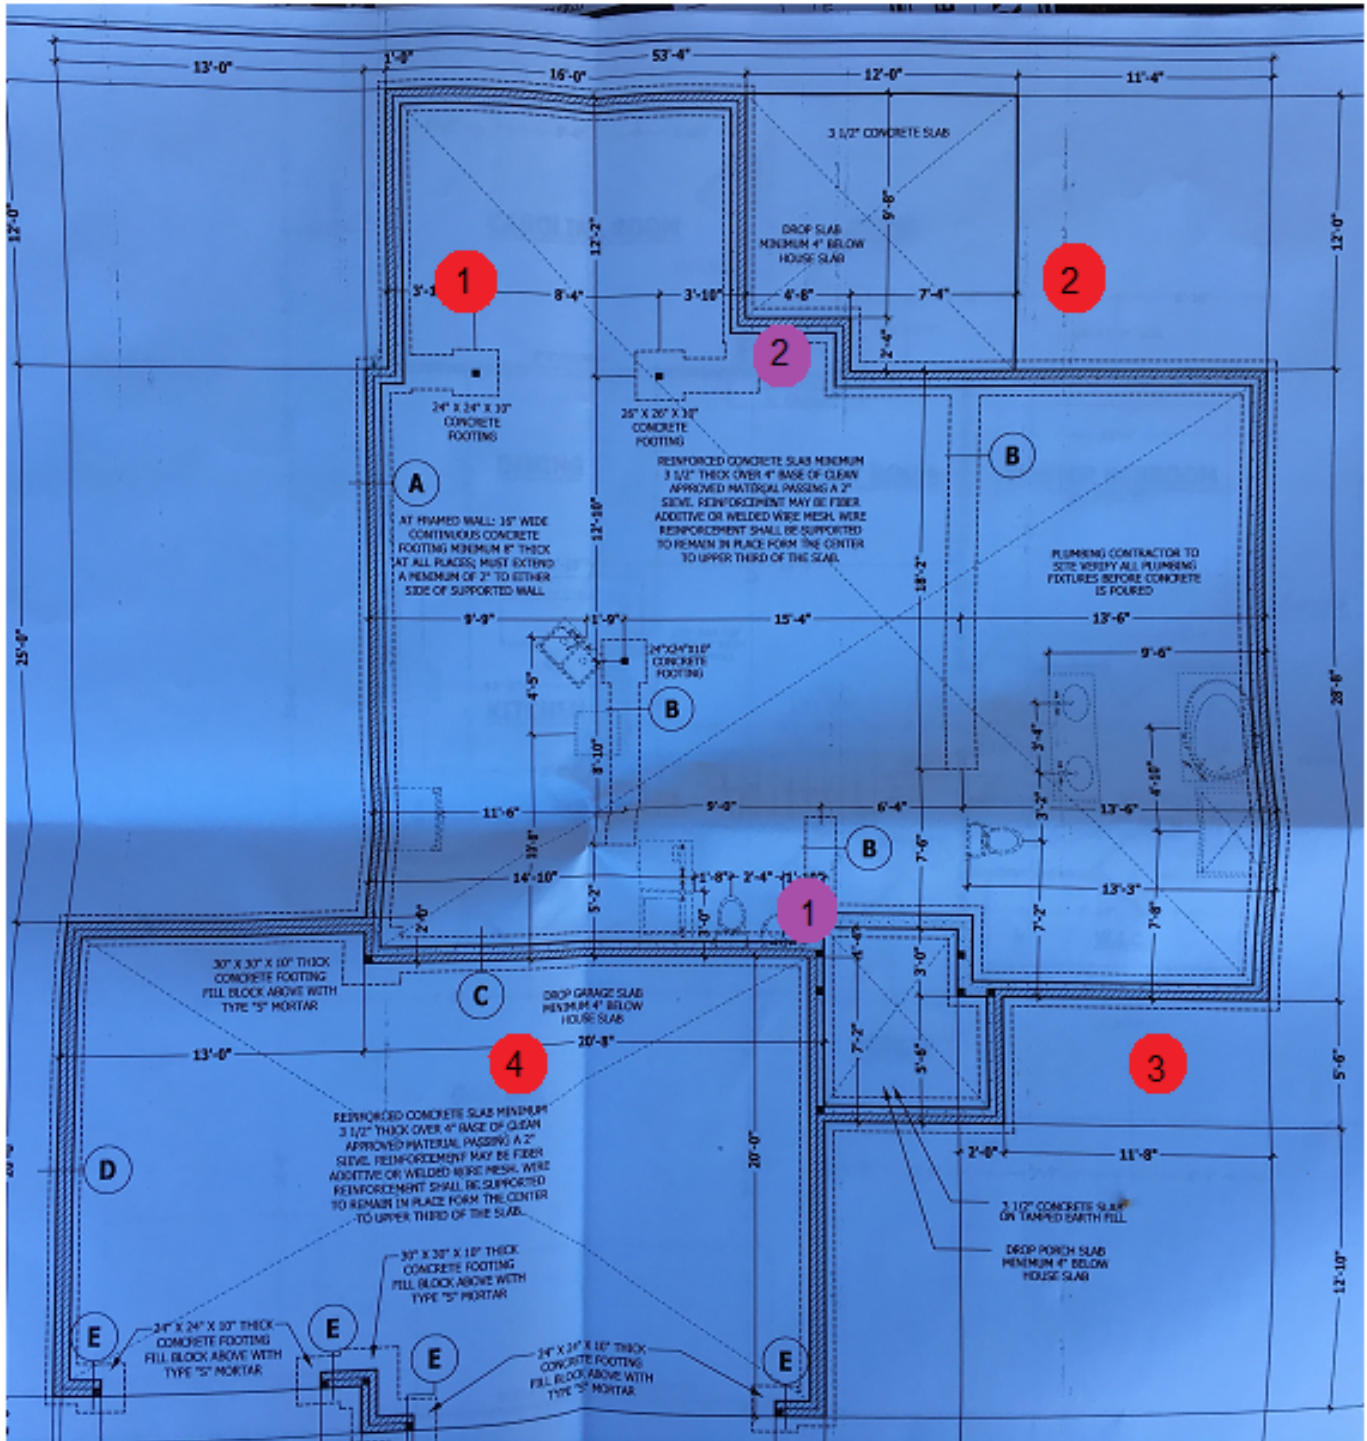 53'-4"
13'-0"
1'-0"
16'-0"
12'-0"
11'-4"
3 1/2" CONCRETE SLAB
12'-0"
12'-2"
9'-8"
12'-0"
DROP SLAB
MINIMUM 4" BELOW
HOUSE SLAB
1
2
8'-4"
3'-10"
4'-8"
7'-4"
2
2'-4"
24" X 24" X 10"
CONCRETE
FOOTING
26" X 26" X 10"
CONCRETE
FOOTING
B
REINFORCED CONCRETE SLAB MINIMUM
3 1/2" THICK OVER 4" BASE OF CLEAN
APPROVED MATERIAL PASSING A 2"
SIEVE. REINFORCEMENT MAY BE FIBER
ADDITIVE OR WELDED WIRE MESH. WIRE
REINFORCEMENT SHALL BE SUPPORTED
TO REMAIN IN PLACE FORM THE CENTER
TO UPPER THIRD OF THE SLAB.
A
AT FRAMED WALL: 16" WIDE
CONTINUOUS CONCRETE
FOOTING MINIMUM 8" THICK
AT ALL PLACES; MUST EXTEND
A MINIMUM OF 2" TO EITHER
SIDE OF SUPPORTED WALL
12'-10"
18'-2"
PLUMBING CONTRACTOR TO
SITE VERIFY ALL PLUMBING
FIXTURES BEFORE CONCRETE
IS POURED
25'-0"
9'-9"
1'-9"
15'-4"
13'-6"
9'-6"
24"X24"X10"
CONCRETE
FOOTING
4'-5"
B
28'-8"
3'-4"
8'-10"
4'-10"
11'-6"
9'-0"
6'-4"
3'-2"
13'-6"
B
7'-6"
14'-10"
1'-8"
2'-4"
13'-3"
5'-2"
3'-0"
1
2'-0"
7'-2"
7'-8"
3'-0"
30" X 30" X 10" THICK
CONCRETE FOOTING
FILL BLOCK ABOVE WITH
TYPE "S" MORTAR
C
DROP GARAGE SLAB
MINIMUM 4" BELOW
HOUSE SLAB
13'-0"
20'-8"
7'-2"
5'-6"
5'-6"
4
3
REINFORCED CONCRETE SLAB MINIMUM
3 1/2" THICK OVER 4" BASE OF CLEAN
APPROVED MATERIAL PASSING A 2"
SIEVE. REINFORCEMENT MAY BE FIBER
ADDITIVE OR WELDED WIRE MESH. WIRE
REINFORCEMENT SHALL BE SUPPORTED
TO REMAIN IN PLACE FORM THE CENTER
TO UPPER THIRD OF THE SLAB.
D
20'-0"
2'-0"
11'-8"
3 1/2" CONCRETE SLAB
ON TAMPED EARTH FILL
DROP PORCH SLAB
MINIMUM 4" BELOW
HOUSE SLAB
12'-10"
30" X 30" X 10" THICK
CONCRETE FOOTING
FILL BLOCK ABOVE WITH
TYPE "S" MORTAR
E
24" X 24" X 10" THICK
CONCRETE FOOTING
FILL BLOCK ABOVE WITH
TYPE "S" MORTAR
E
E
24" X 24" X 10" THICK
CONCRETE FOOTING
FILL BLOCK ABOVE WITH
TYPE "S" MORTAR
E